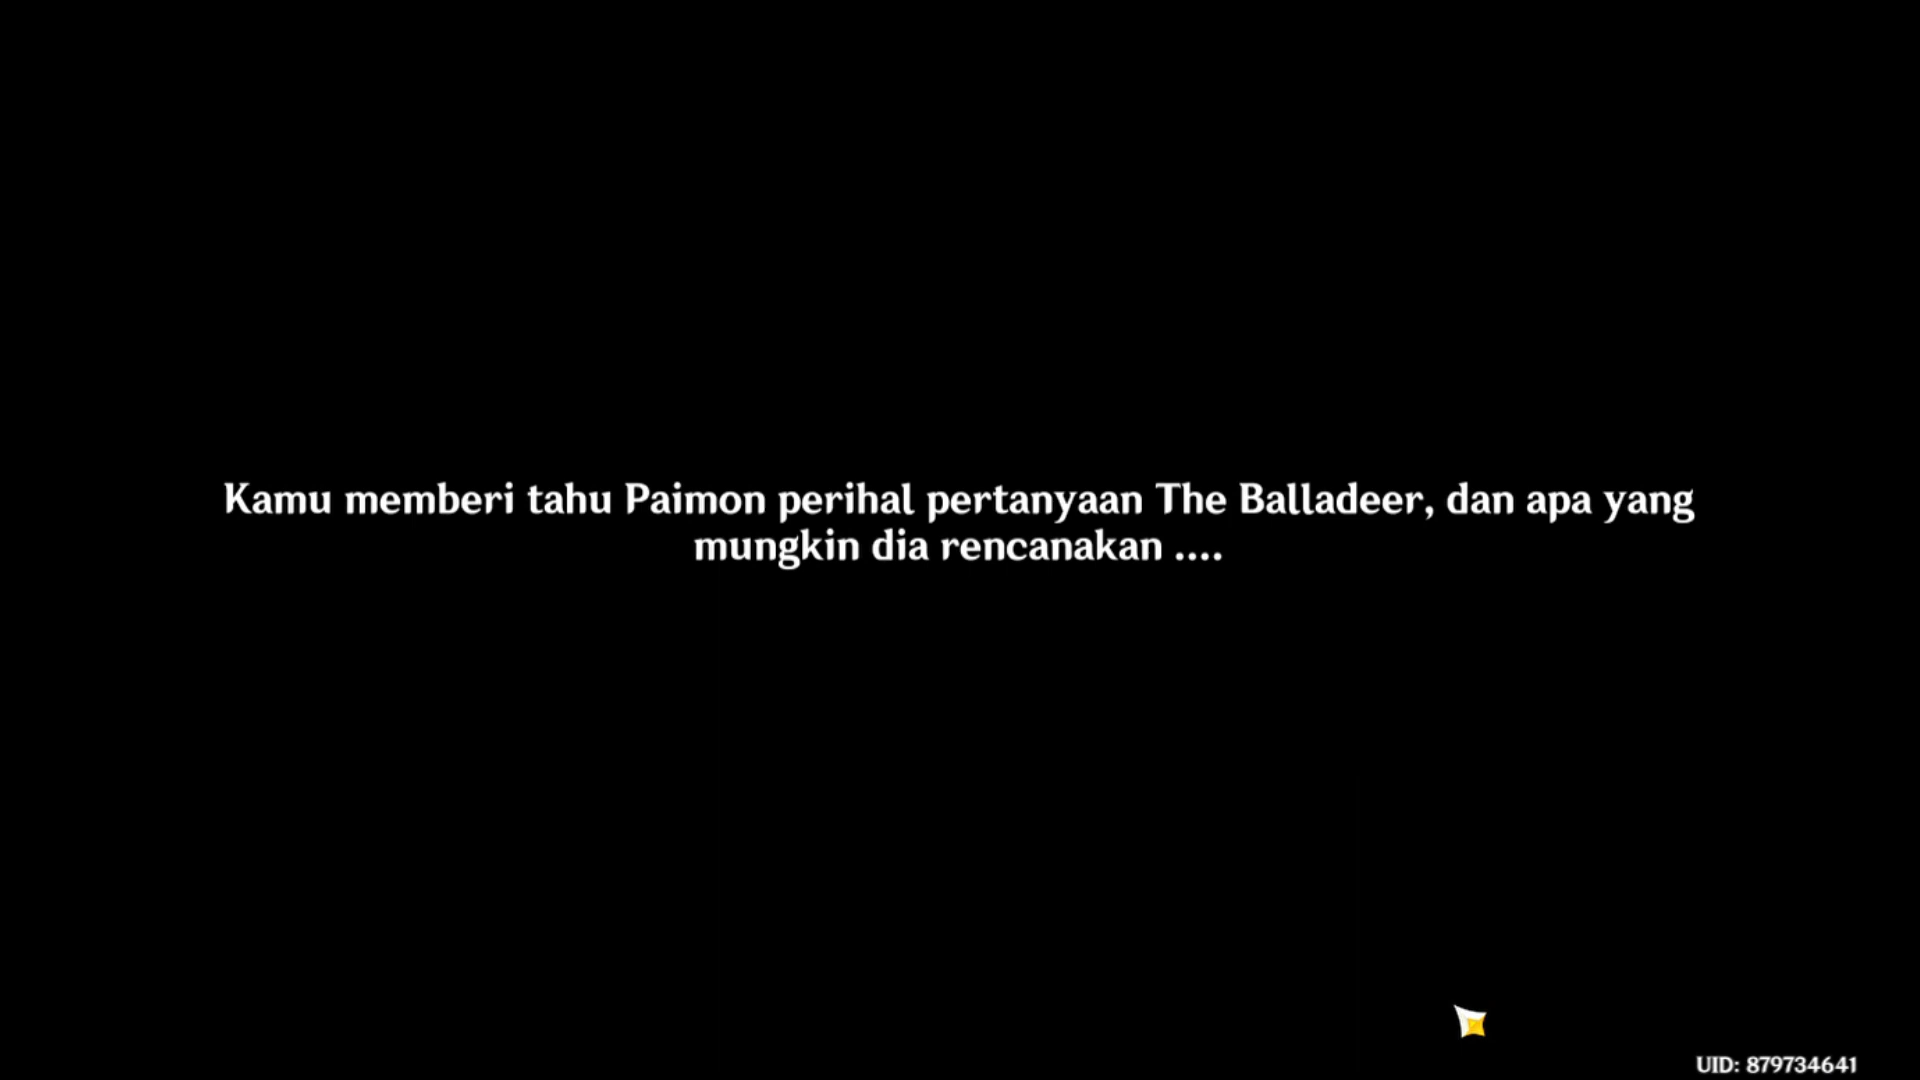 Kamu memberi tahu Paimon perihal pertanyaan The Balladeer, dan apa yang
mungkin dia rencanakan ....
UID: 879734641